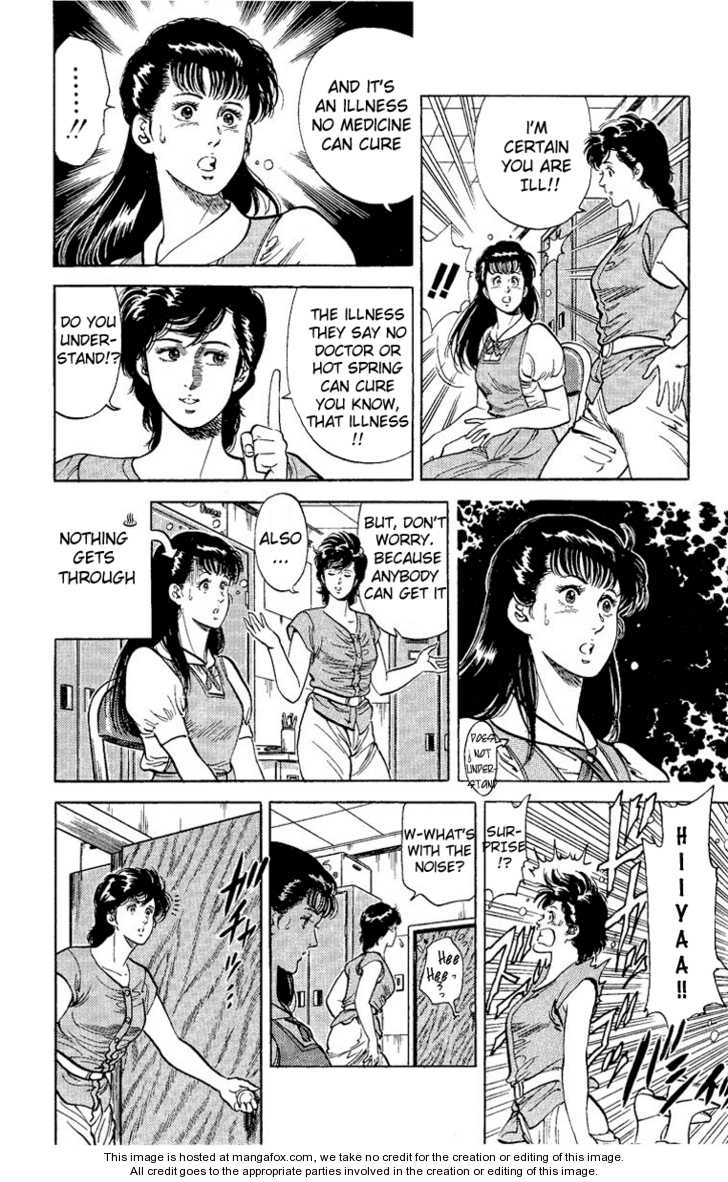 I'M
CERTAIN
YOU ARE
ILL!!
!!
AND IT'S
AN ILLNESS
NO MEDICINE
CAN CURE
......!!
THE ILLNESS
THEY SAY NO
DOCTOR OR
HOT SPRING
CAN CURE
YOU KNOW,
THAT ILLNESS
!!
DO YOU
UNDER-
STAND!?
DOES
NOT
UNDER-
STAND
BUT, DON'T
WORRY.
BECAUSE
ANYBODY
CAN GET IT
ALSO
...
NOTHING
GETS
THROUGH
HIIYAA!!
SUR-
PRISE
!?
W-WHAT'S
WITH THE
NOISE?
Hee
Hee..
This image is hosted at mangafox.com, we take no credit for the creation or editing of this image.
All credit goes to the appropriate parties involved in the creation or editing of this image.